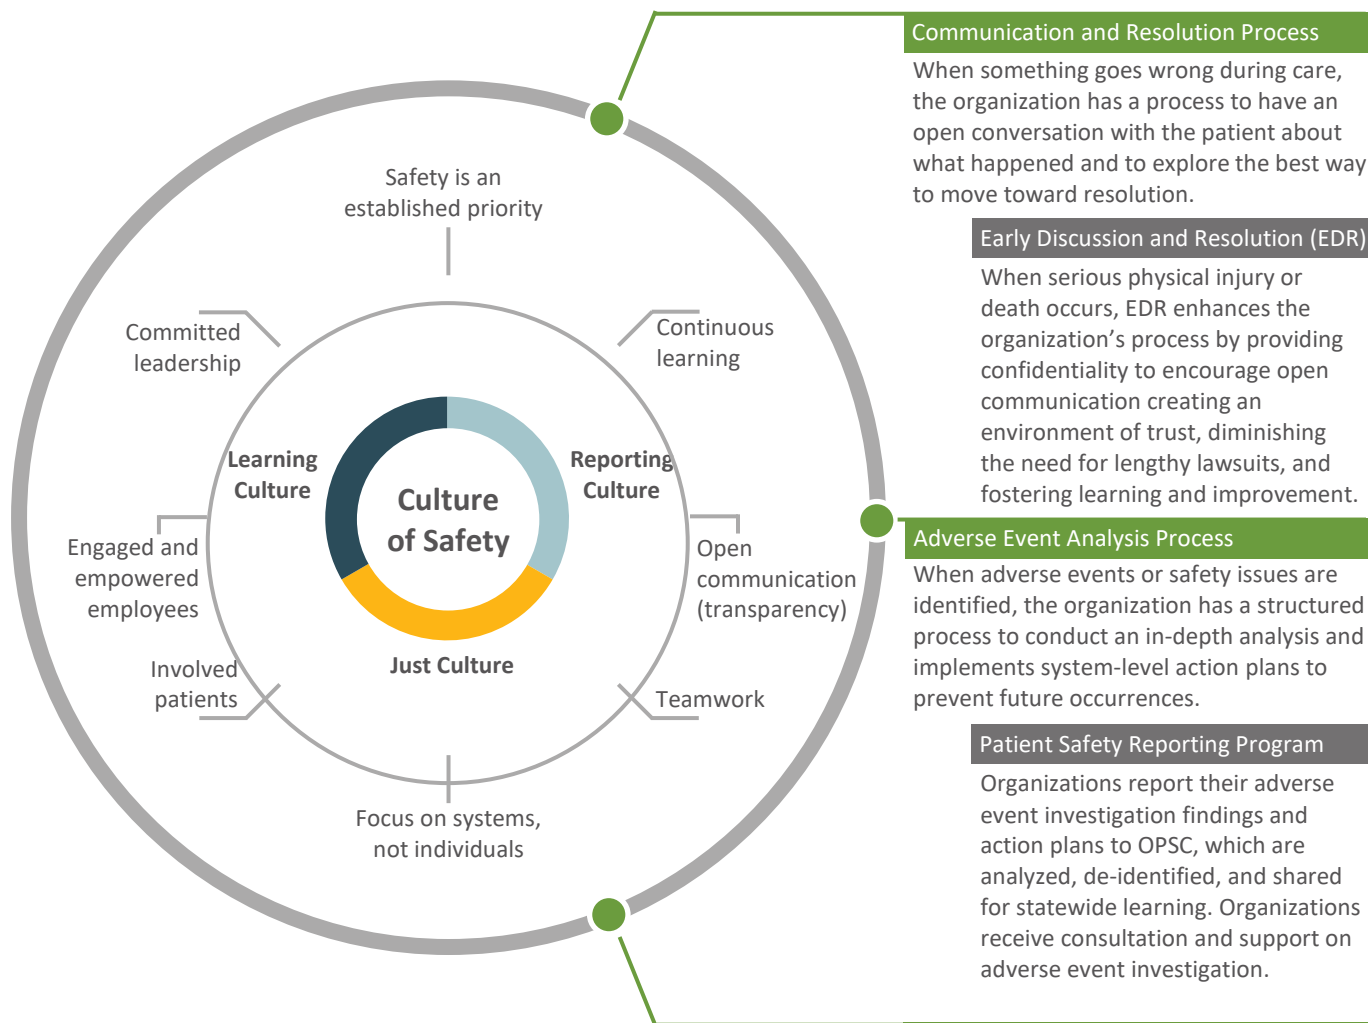 Communication and Resolution Process
When something goes wrong during care,
the organization has a process to have an
open conversation with the patient about
what happened and to explore the best way
to move toward resolution.
Early Discussion and Resolution (EDR)
When serious physical injury or
death occurs, EDR enhances the
organization’s process by providing
confidentiality to encourage open
communication creating an
environment of trust, diminishing
the need for lengthy lawsuits, and
fostering learning and improvement.
Adverse Event Analysis Process
When adverse events or safety issues are
identified, the organization has a structured
process to conduct an in-depth analysis and
implements system-level action plans to
prevent future occurrences.
Patient Safety Reporting Program
Organizations report their adverse
event investigation findings and
action plans to OPSC, which are
analyzed, de-identified, and shared
for statewide learning. Organizations
receive consultation and support on
adverse event investigation.
Safety is an
established priority
Committed
leadership
Continuous
learning
Learning
Culture
Reporting
Culture
Culture
of Safety
Engaged and
empowered
employees
Open
communication
(transparency)
Just Culture
Involved
patients
Teamwork
Focus on systems,
not individuals